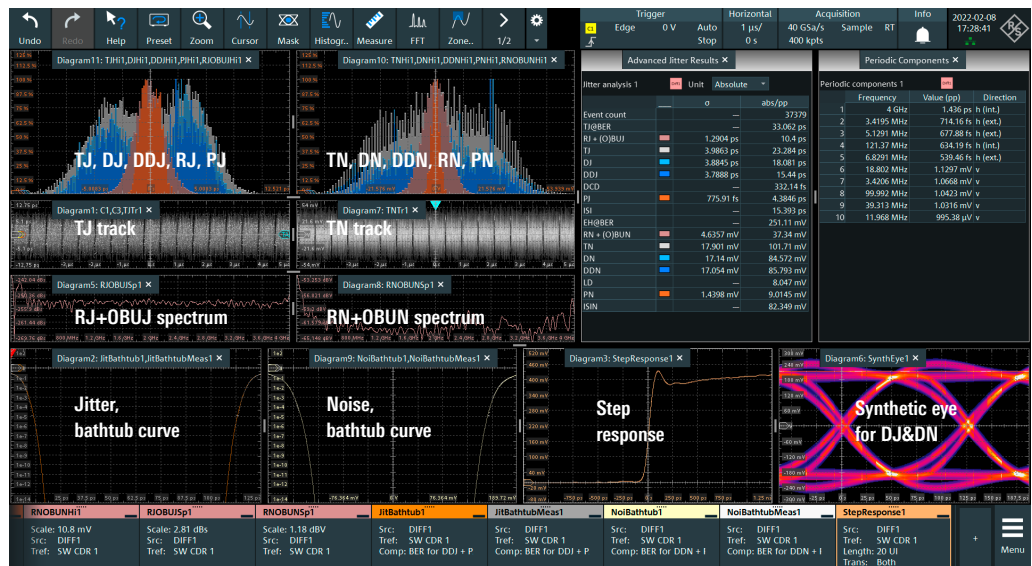 Trigger Horizontal Acquisition Info 2022-02-08
C1 Edge 0 V Auto 1 µs/ 40 GSa/s Sample RT 17:28:41
Stop 0 s 400 kpts
Undo Redo Help Preset Zoom Cursor Mask Histogr.. Measure FFT Zone.. 1/2
Diagram11: TJHi1,DJHi1,DDJHi1,PJHi1,RJOBUJHi1 ×
Diagram10: TNHi1,DNHi1,DDNHi1,PNHi1,RNOBUNHi1 ×
TJ, DJ, DDJ, RJ, PJ
TN, DN, DDN, RN, PN
Diagram1: C1,C3,TJTr1 ×
Diagram7: TNTr1 ×
TJ track
TN track
Diagram5: RJOBUJSp1 ×
Diagram8: RNOBUNSp1 ×
RJ+OBUJ spectrum
RN+OBUN spectrum
Advanced Jitter Results ×
Jitter analysis 1 Unit Absolute
σ abs/pp
Event count — 37379
TJ@BER — 33.062 ps
RJ + (O)BUJ 1.2904 ps 10.4 ps
TJ 3.9863 ps 23.284 ps
DJ 3.8845 ps 18.081 ps
DDJ 3.7888 ps 15.44 ps
DCD — 332.14 fs
PJ 775.91 fs 4.3846 ps
ISI — 15.393 ps
EH@BER — 251.11 mV
RN + (O)BUN 4.6357 mV 37.34 mV
TN 17.901 mV 101.71 mV
DN 17.14 mV 84.572 mV
DDN 17.054 mV 85.793 mV
LD — 8.047 mV
PN 1.4398 mV 9.0145 mV
ISIN — 82.349 mV
Periodic Components ×
Periodic components 1
Frequency Value (pp) Direction
1 4 GHz 1.436 ps h (int.)
2 3.4195 MHz 714.16 fs h (ext.)
3 5.1291 MHz 677.88 fs h (ext.)
4 121.37 MHz 634.19 fs h (int.)
5 6.8291 MHz 539.46 fs h (ext.)
6 18.802 MHz 1.1297 mV v
7 3.4206 MHz 1.0668 mV v
8 99.992 MHz 1.0423 mV v
9 39.313 MHz 1.0316 mV v
10 11.968 MHz 995.38 µV v
Diagram2: JitBathtub1,JitBathtubMeas1 ×
Diagram9: NoiBathtub1,NoiBathtubMeas1 ×
Diagram3: StepResponse1 ×
Diagram6: SynthEye1 ×
Jitter,
bathtub curve
Noise,
bathtub curve
Step
response
Synthetic eye
for DJ&DN
RNOBUNHi1
Scale: 10.8 mV
Src: DIFF1
Tref: SW CDR 1
RJOBUJSp1
Scale: 2.81 dBs
Src: DIFF1
Tref: SW CDR 1
RNOBUNSp1
Scale: 1.18 dBV
Src: DIFF1
Tref: SW CDR 1
JitBathtub1
Src: DIFF1
Tref: SW CDR 1
Comp: BER for DDJ + P
JitBathtubMeas1
Src: DIFF1
Tref: SW CDR 1
Comp: BER for DDJ + P
NoiBathtub1
Src: DIFF1
Tref: SW CDR 1
Comp: BER for DDN + I
NoiBathtubMeas1
Src: DIFF1
Tref: SW CDR 1
Comp: BER for DDN + I
StepResponse1
Src: DIFF1
Tref: SW CDR 1
Length: 20 UI
Trans: Both
+
Menu